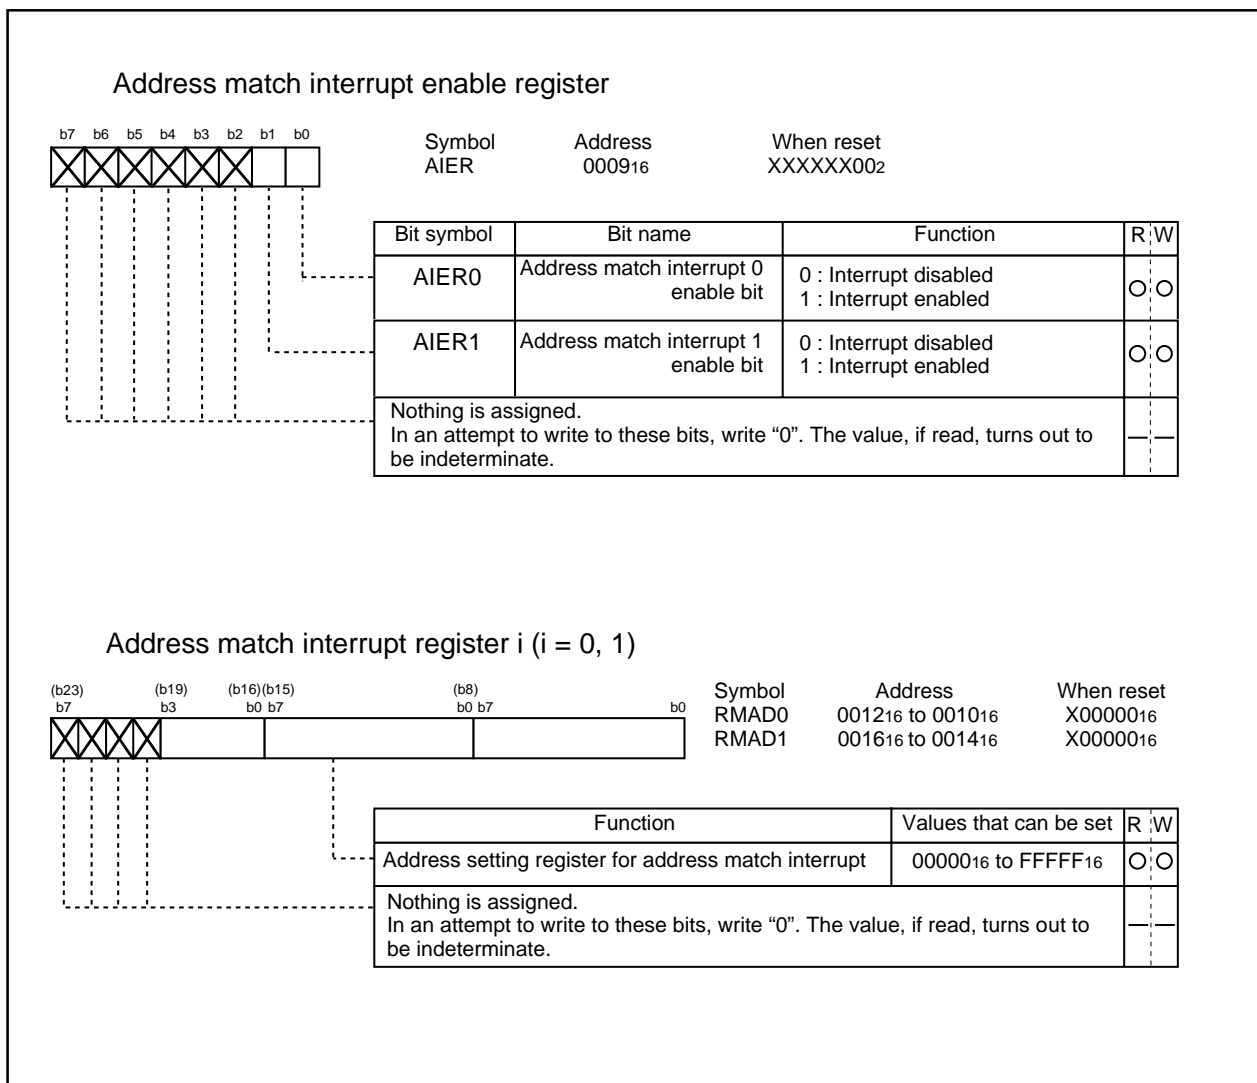 Address match interrupt enable register
b7 b6 b5 b4 b3 b2 b1 b0
Symbol Address When reset
AIER 000916 XXXXXX002
Bit symbol Bit name Function R W
AIER0 Address match interrupt 0 enable bit 0 : Interrupt disabled
1 : Interrupt enabled
AIER1 Address match interrupt 1 enable bit 0 : Interrupt disabled
1 : Interrupt enabled
Nothing is assigned.
In an attempt to write to these bits, write “0”. The value, if read, turns out to
be indeterminate.
Address match interrupt register i (i = 0, 1)
(b23) (b19) (b16)(b15) (b8)
b7 b3 b0 b7 b0 b7 b0
Symbol Address When reset
RMAD0 001216 to 001016 X0000016
RMAD1 001616 to 001416 X0000016
Function Values that can be set R W
Address setting register for address match interrupt 0000016 to FFFFF16
Nothing is assigned.
In an attempt to write to these bits, write “0”. The value, if read, turns out to
be indeterminate.